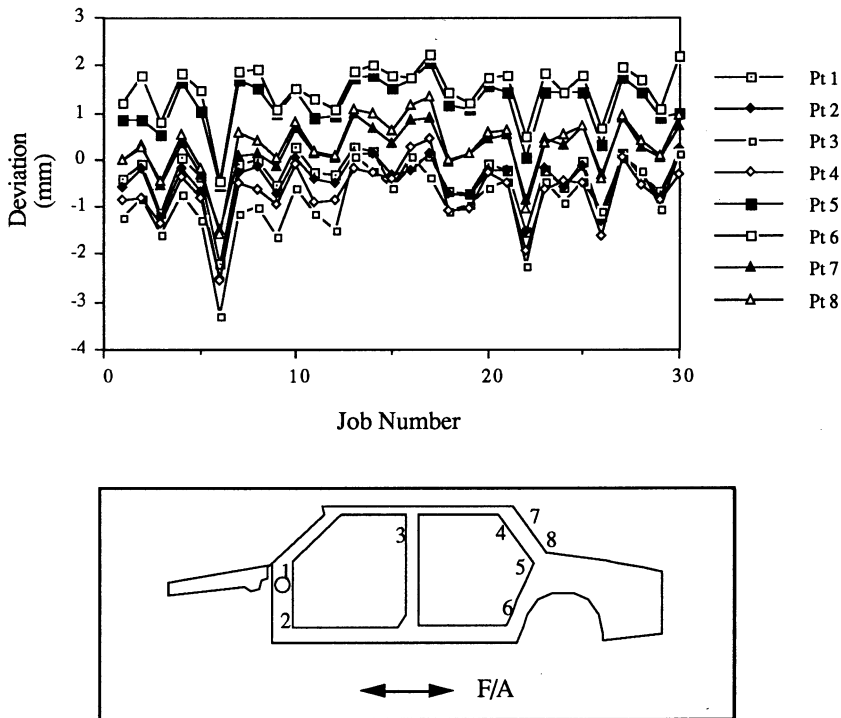 3
2
1
0
-1
-2
-3
-4
Deviation
(mm)
0
10
20
30
Job Number
Pt 1
Pt 2
Pt 3
Pt 4
Pt 5
Pt 6
Pt 7
Pt 8
7
3
4
8
1
5
6
2
F/A